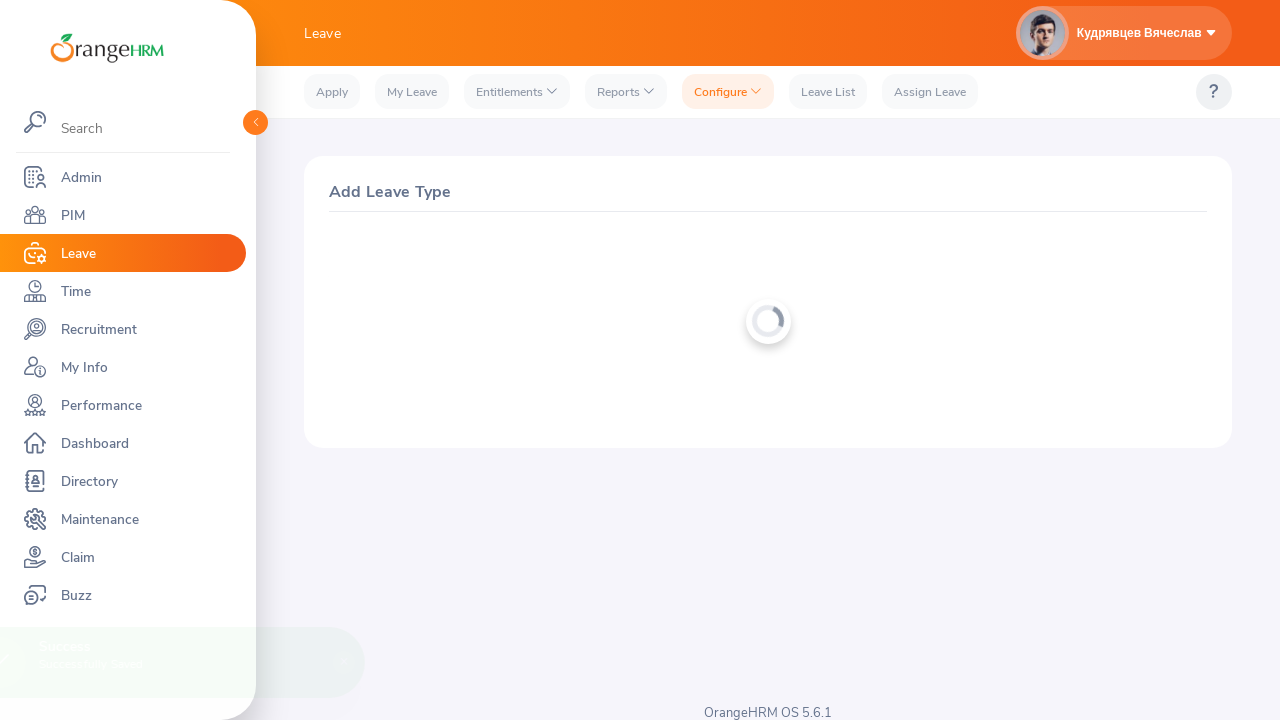 OrangeHRM
Leave
Кудрявцев Вячеслав
Search
Apply
My Leave
Entitlements
Reports
Configure
Leave List
Assign Leave
?
Admin
PIM
Leave
Time
Recruitment
My Info
Performance
Dashboard
Directory
Maintenance
Claim
Buzz
Add Leave Type
OrangeHRM OS 5.6.1